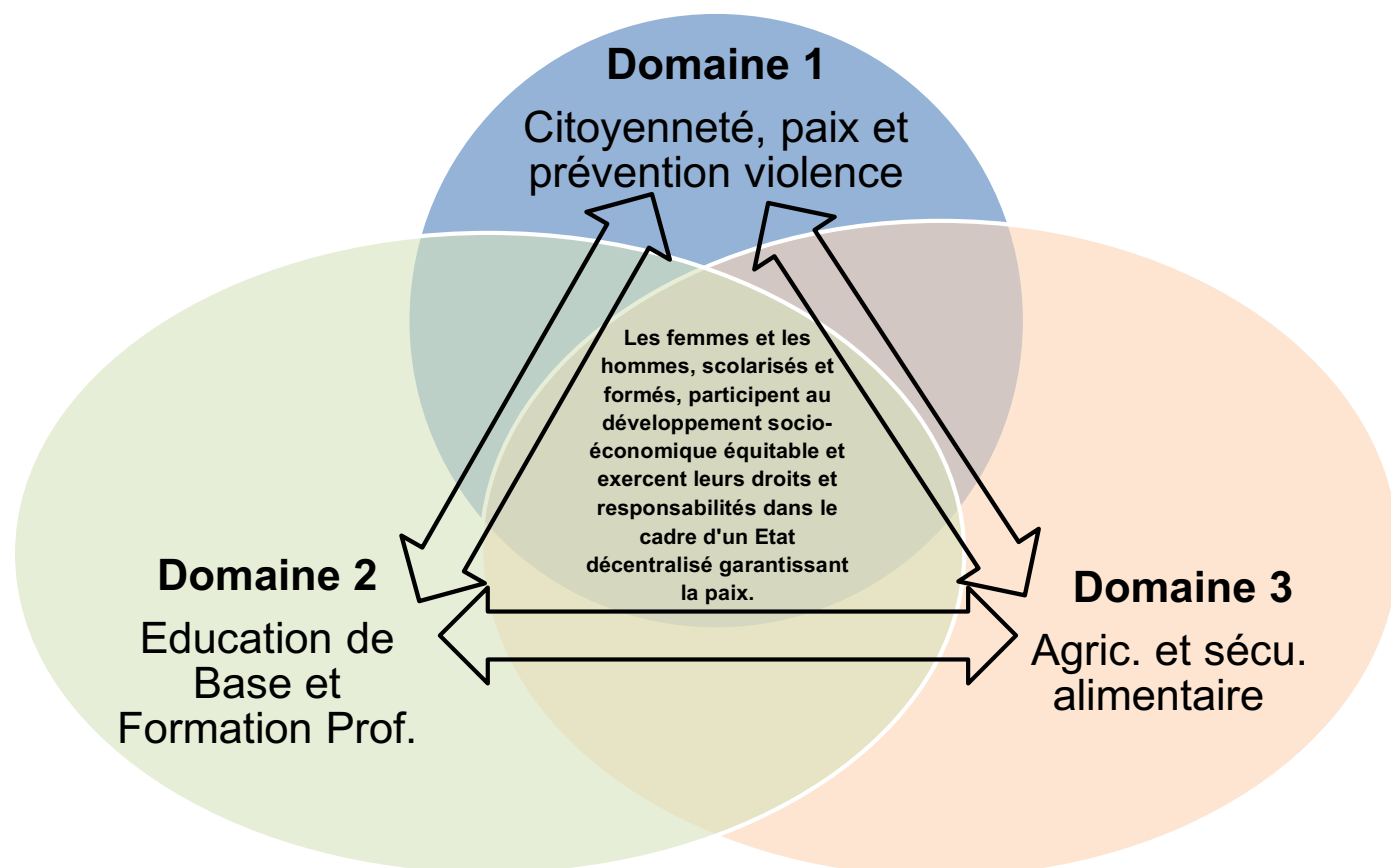 Domaine 1
Citoyenneté, paix et
prévention violence
Les femmes et les
hommes, scolarisés et
formés, participent au
développement socio-
économique équitable et
exercent leurs droits et
responsabilités dans le
cadre d'un Etat
décentralisé garantissant
la paix.
Domaine 2
Education de
Base et
Formation Prof.
Domaine 3
Agric. et sécu.
alimentaire